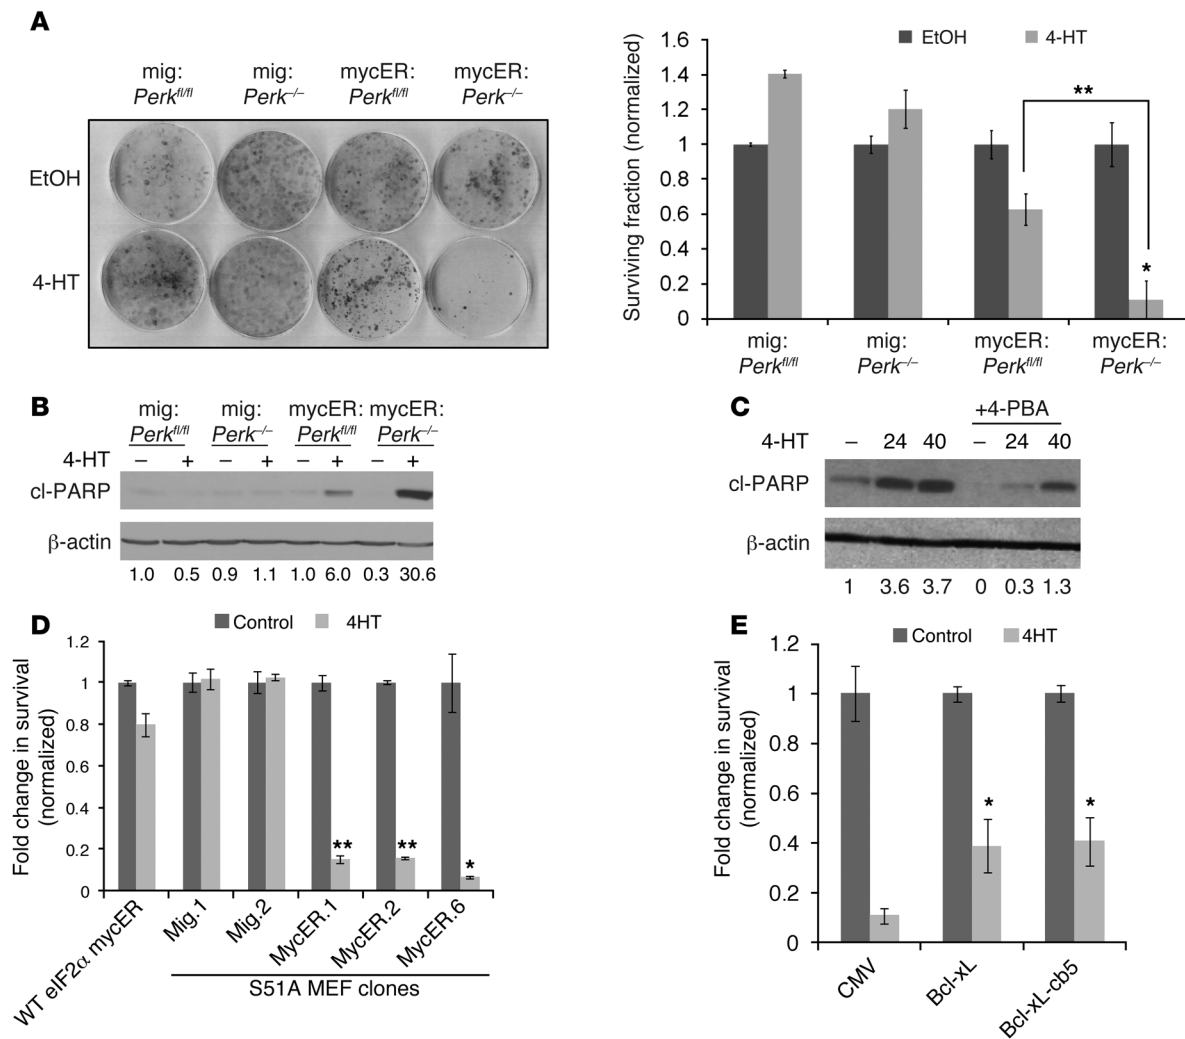 A
mig: mig: mycER: mycER:
Perkfl/fl Perk–/– Perkfl/fl Perk–/–
EtOH
4-HT
EtOH 4-HT
Surviving fraction (normalized)
1.6
1.4
1.2
1
0.8
0.6
0.4
0.2
0
**
*
mig: mig: mycER: mycER:
Perkfl/fl Perk–/– Perkfl/fl Perk–/–
B
mig: mig: mycER: mycER:
Perkfl/fl Perk–/– Perkfl/fl Perk–/–
4-HT – + – + – + – +
cl-PARP
β-actin
1.0 0.5 0.9 1.1 1.0 6.0 0.3 30.6
C
+4-PBA
4-HT – 24 40 – 24 40
cl-PARP
β-actin
1 3.6 3.7 0 0.3 1.3
D
Control 4HT
Fold change in survival
(normalized)
1.2
1
0.8
0.6
0.4
0.2
0
** ** *
WT eIF2α mycER Mig.1 Mig.2 MycER.1 MycER.2 MycER.6
S51A MEF clones
E
Control 4HT
Fold change in survival
(normalized)
1.2
1
0.8
0.6
0.4
0.2
0
* *
CMV Bcl-xL Bcl-xL-cb5